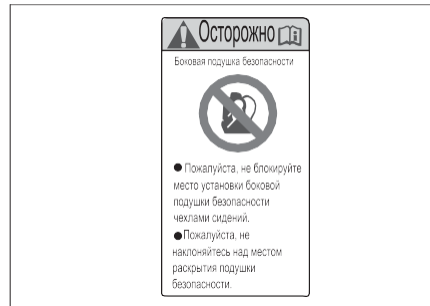 Осторожно
Боковая подушка безопасности
● Пожалуйста, не блокируйте
место установки боковой
подушки безопасности
чехлами сидений.
● Пожалуйста, не
наклоняйтесь над местом
раскрытия подушки
безопасности.